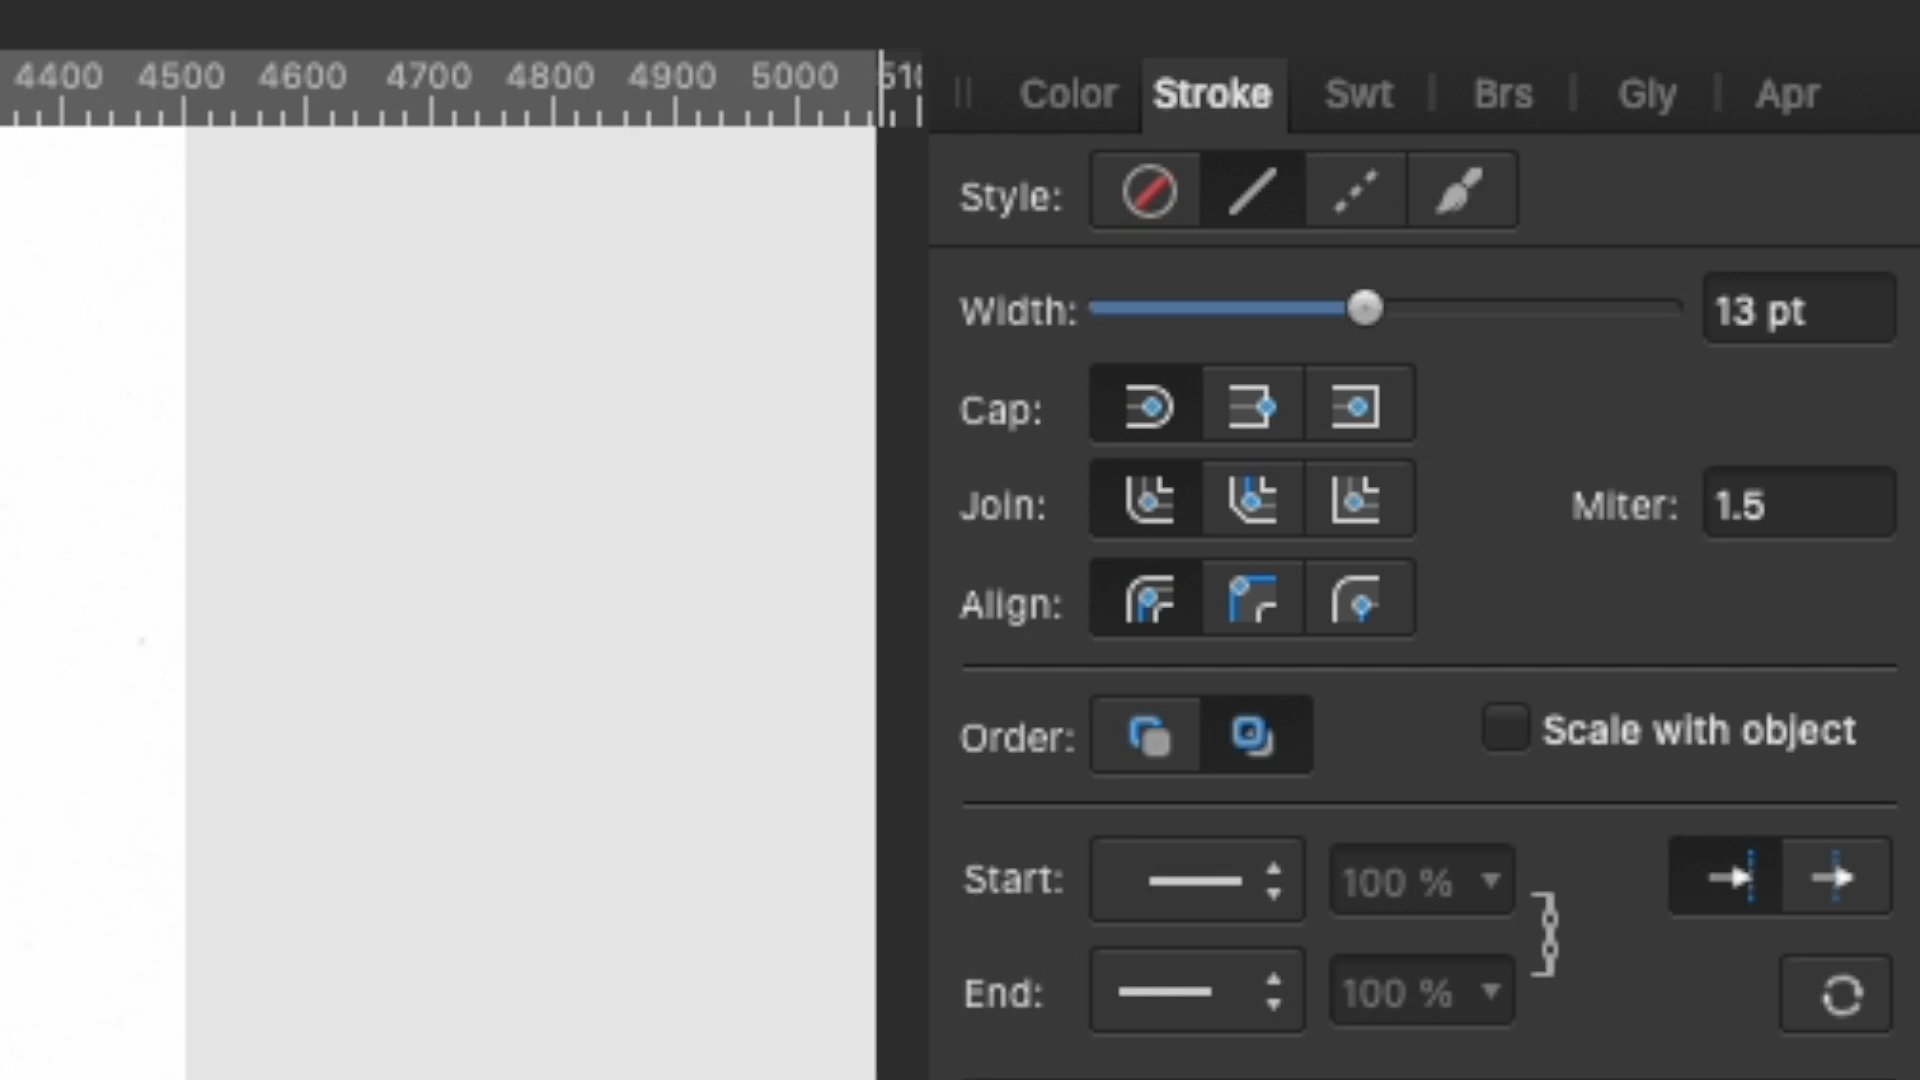 4400 4500 4600 4700 4800 4900 5000
Color Stroke Swt Brs Gly Apr
Style:
Width: 13 pt
Cap:
Join: Miter: 1.5
Align:
Order: Scale with object
Start: 100 %
End: 100 %